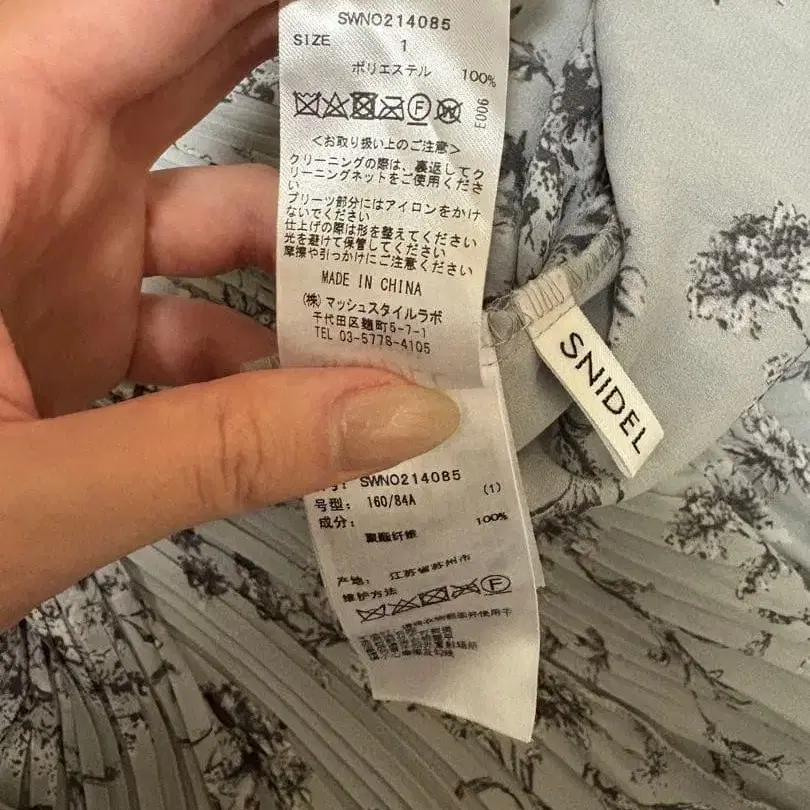 SWNO214085
SIZE 1
ポリエステル 100%
F W
E006
<お取り扱い上のご注意>
クリーニングの際は、裏返してク
リーニングネットをご使用くださ
い
プリーツ部分にはアイロンをかけ
ないでください
仕上げの際は形を整えてください
光を避けて保管してください
摩擦や引っかけにご注意ください
MADE IN CHINA
(株)マッシュスタイルラボ
千代田区麹町5-7-1
TEL 03-5778-4105
SNIDEL
SWNO214085
号型: 160/84A (1)
成分:
聚酯纤维 100%
产地: 江苏省苏州市
维护方法
F